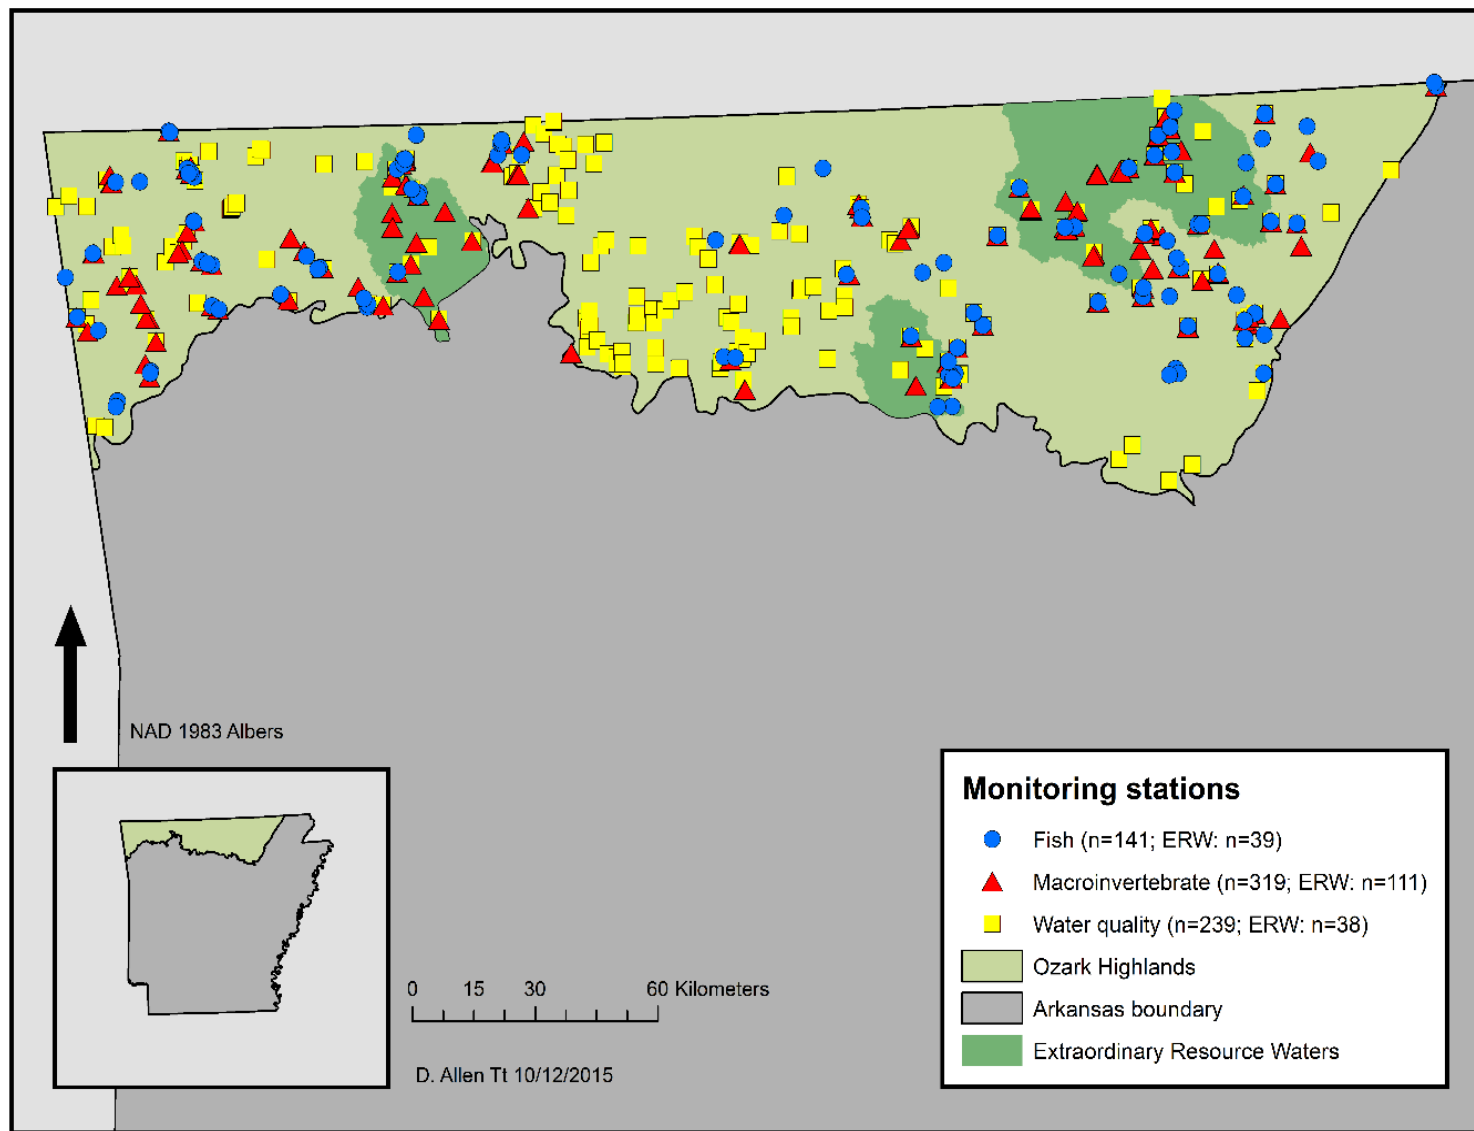 NAD 1983 Albers
Monitoring stations
Fish (n=141; ERW: n=39)
Macroinvertebrate (n=319; ERW: n=111)
Water quality (n=239; ERW: n=38)
Ozark Highlands
Arkansas boundary
Extraordinary Resource Waters
0 15 30 60 Kilometers
D. Allen Tt 10/12/2015